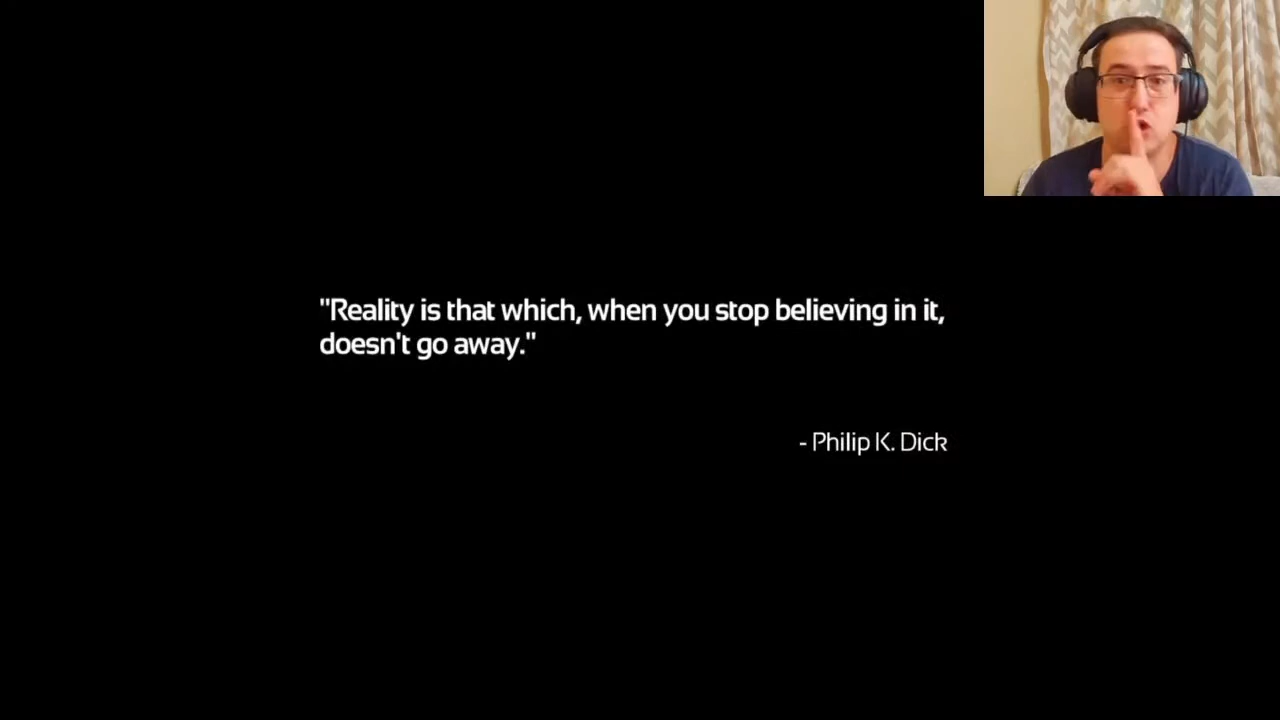 "Reality is that which, when you stop believing in it,
doesn't go away."
- Philip K. Dick